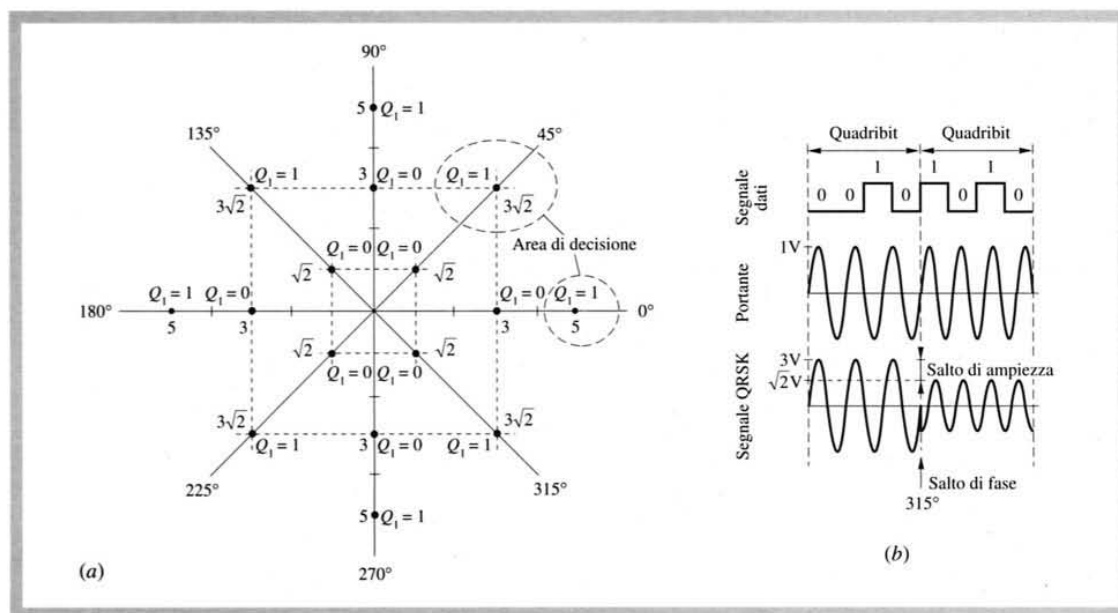 90°
5 Q₁ = 1
135°
45°
Q₁ = 1
3 Q₁ = 0
Q₁ = 1
3√2
3√2
Area di decisione
Q₁ = 0 Q₁ = 0
√2
√2
Q₁ = 1 Q₁ = 0
Q₁ = 0 Q₁ = 1
180°
0°
5
3
3
5
√2
√2
Q₁ = 0 Q₁ = 0
3√2
3√2
Q₁ = 1
3 Q₁ = 0
Q₁ = 1
225°
315°
5 Q₁ = 1
270°
(a)
Quadribit
Quadribit
Segnale dati
0 0 1 0 1 0 1 0
1V
Portante
Segnale QRSK
3V
√2V
Salto di ampiezza
Salto di fase
315°
(b)